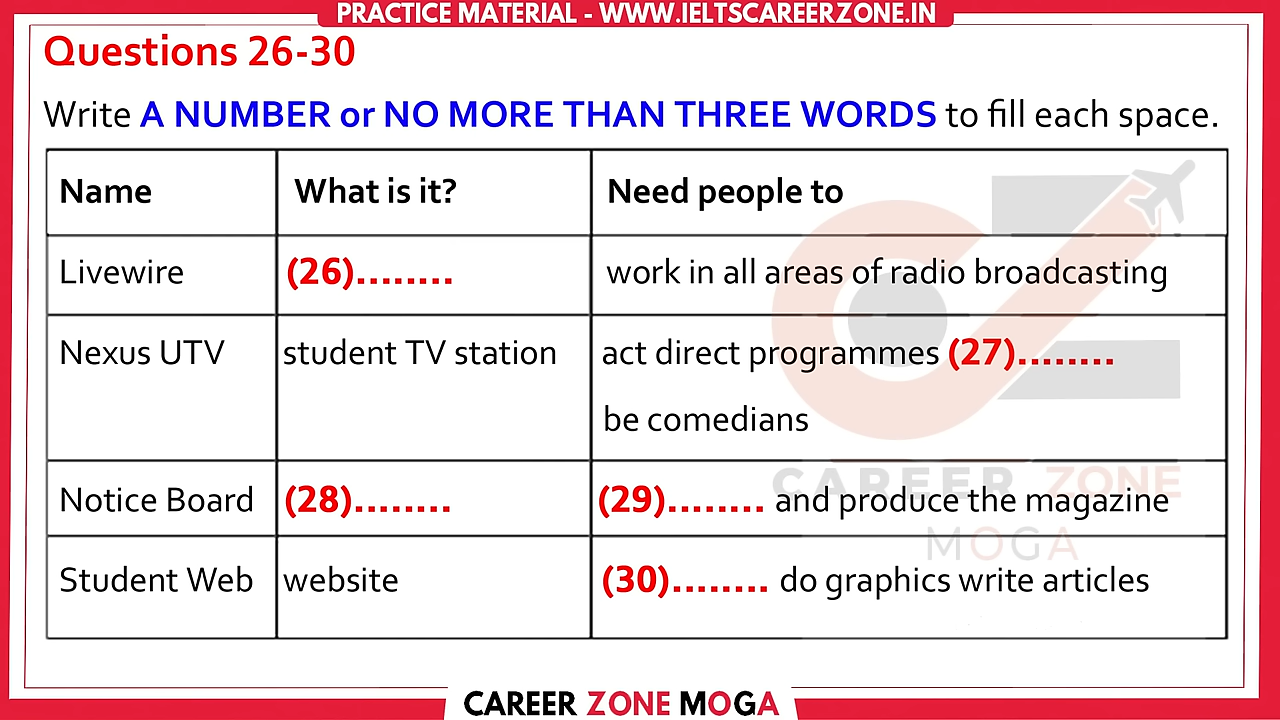 PRACTICE MATERIAL - WWW.IELTSCAREERZONE.IN
Questions 26-30
Write A NUMBER or NO MORE THAN THREE WORDS to fill each space.
Name What is it? Need people to
Livewire (26)........ work in all areas of radio broadcasting
Nexus UTV student TV station act direct programmes (27)........
be comedians
Notice Board (28)........ (29)........ and produce the magazine
Student Web website (30)........ do graphics write articles
CAREER ZONE
MOGA
CAREER ZONE MOGA